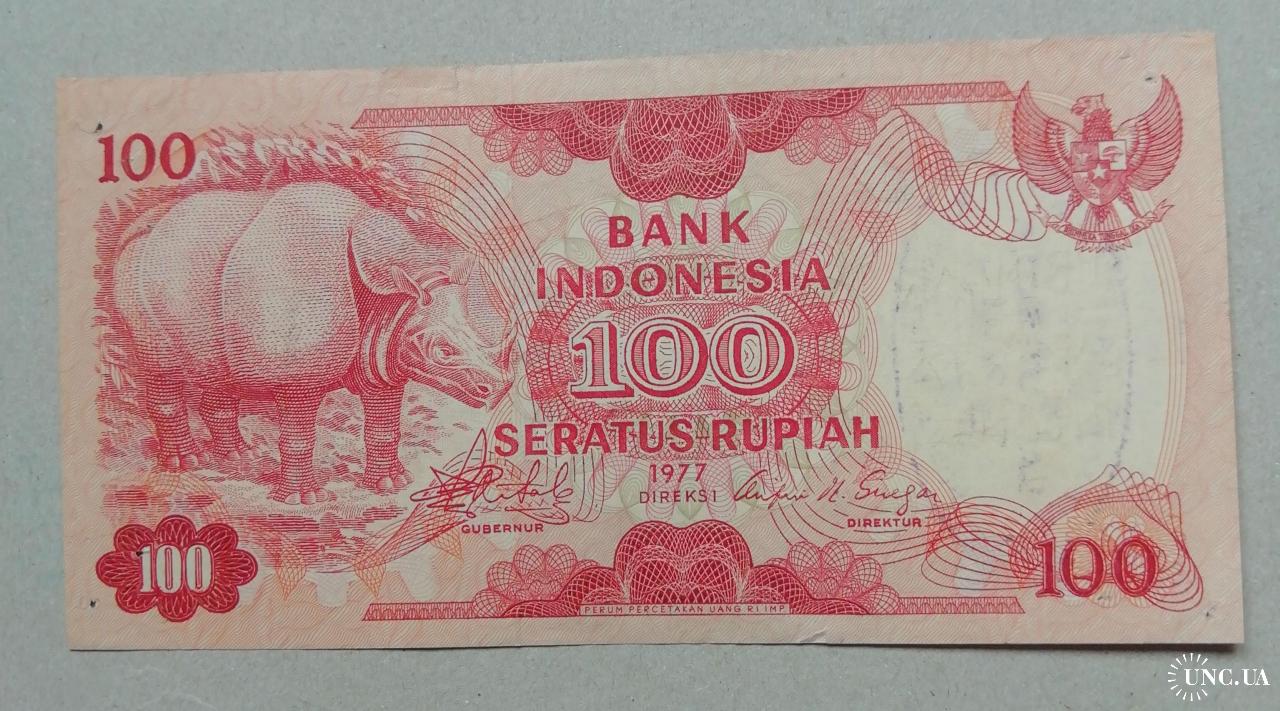 100
BANK
INDONESIA
100
SERATUS RUPIAH
1977
DIREKSI
GUBERNUR
DIREKTUR
100
100
PERUM PERCETAKAN UANG RI IMP.
UNC.UA